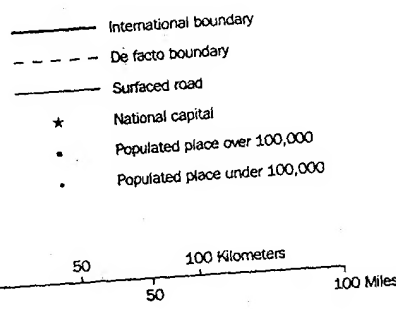 International boundary
De facto boundary
Surfaced road
National capital
Populated place over 100,000
Populated place under 100,000
50 100 Kilometers
50 100 Miles